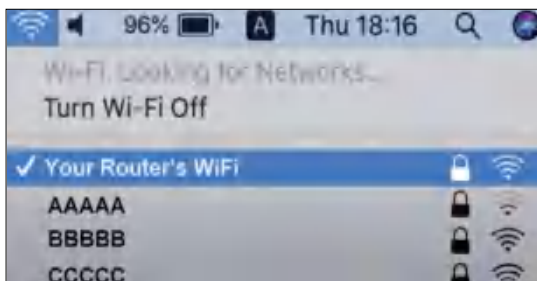 96% A Thu 18:16
Wi-Fi: Looking for Networks...
Turn Wi-Fi Off
✓ Your Router's WiFi
AAAAA
BBBBB
CCCCC